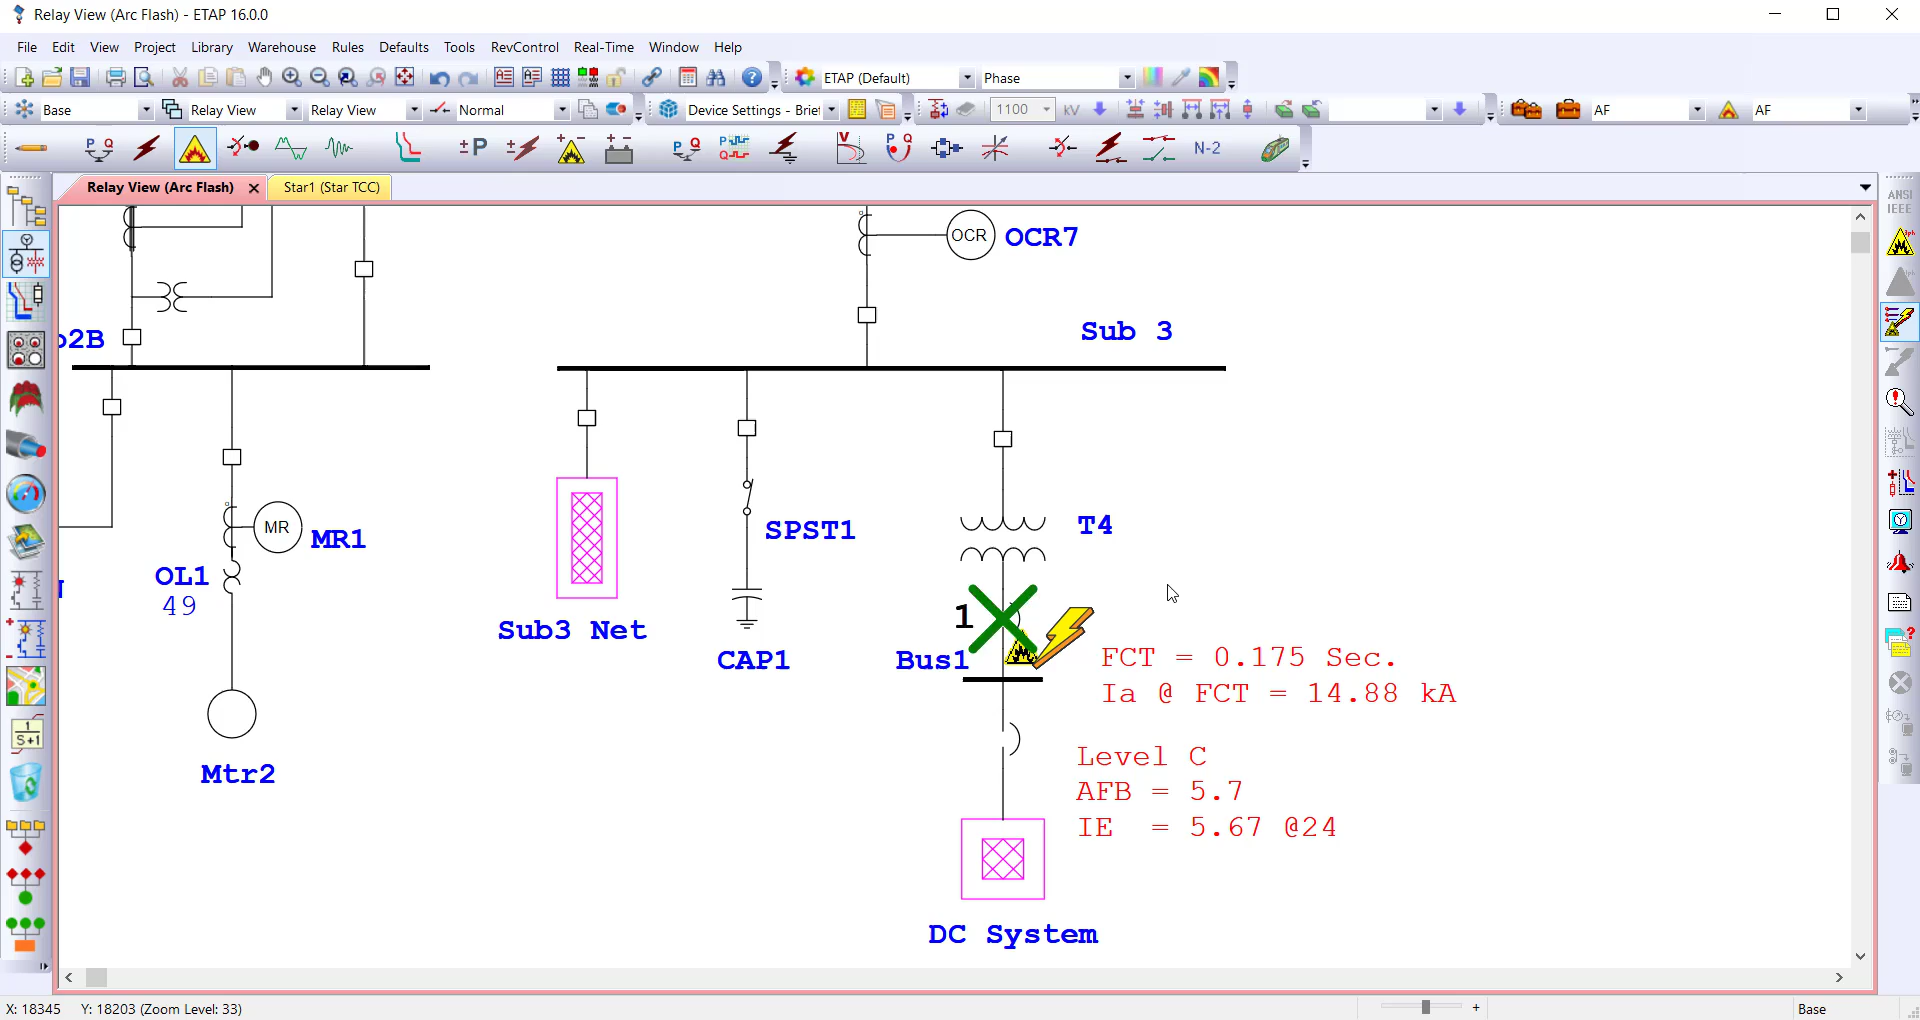 Relay View (Arc Flash) - ETAP 16.0.0
File Edit View Project Library Warehouse Rules Defaults Tools RevControl Real-Time Window Help
ETAP (Default) Phase
Base Relay View Relay View Normal Device Settings - Brief 1100 kV AF AF
P Q ±P P Q P Q V P Q N-2
Relay View (Arc Flash) Star1 (Star TCC)
ANSI
IEEE
OCR OCR7
Sub 3
b2B
T4
MR MR1
SPST1
OL1
49
1
Sub3 Net
CAP1
Bus1
FCT = 0.175 Sec.
Ia @ FCT = 14.88 kA
1
S+1
Mtr2
Level C
AFB = 5.7
IE = 5.67 @24
DC System
X: 18345 Y: 18203 (Zoom Level: 33) + Base